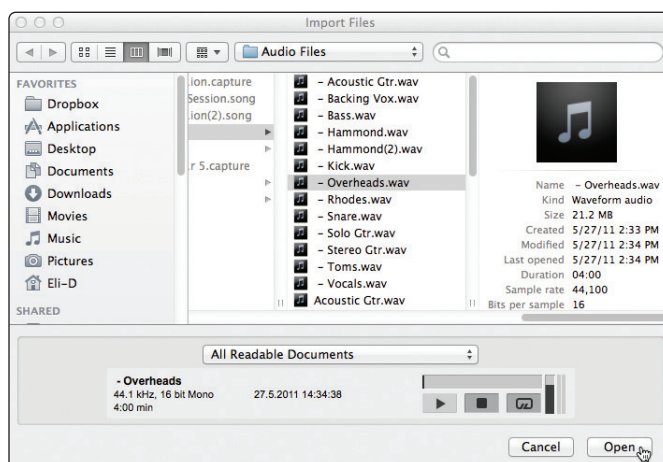 Import Files
Audio Files
FAVORITES
Dropbox
Applications
Desktop
Documents
Downloads
Movies
Music
Pictures
Eli-D
SHARED
ion.capture
Session.song
ion(2).song
r 5.capture
– Acoustic Gtr.wav
– Backing Vox.wav
– Bass.wav
– Hammond.wav
– Hammond(2).wav
– Kick.wav
– Overheads.wav
– Rhodes.wav
– Snare.wav
– Solo Gtr.wav
– Stereo Gtr.wav
– Toms.wav
– Vocals.wav
Acoustic Gtr.wav
Name – Overheads.wav
Kind Waveform audio
Size 21.2 MB
Created 5/27/11 2:33 PM
Modified 5/27/11 2:34 PM
Last opened 5/27/11 2:34 PM
Duration 04:00
Sample rate 44,100
Bits per sample 16
All Readable Documents
- Overheads
44.1 kHz, 16 bit Mono 27.5.2011 14:34:38
4:00 min
Cancel Open